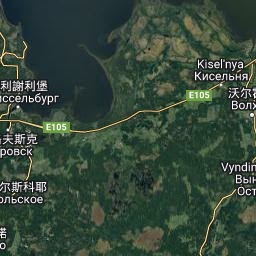 Kisel'nya
Кисельня
E105
沃尔
Волх
利謝利堡
иссельбург
E105
夫斯克
ровск
Vyndin
Вын
Ост
尔斯科耶
ольское
о